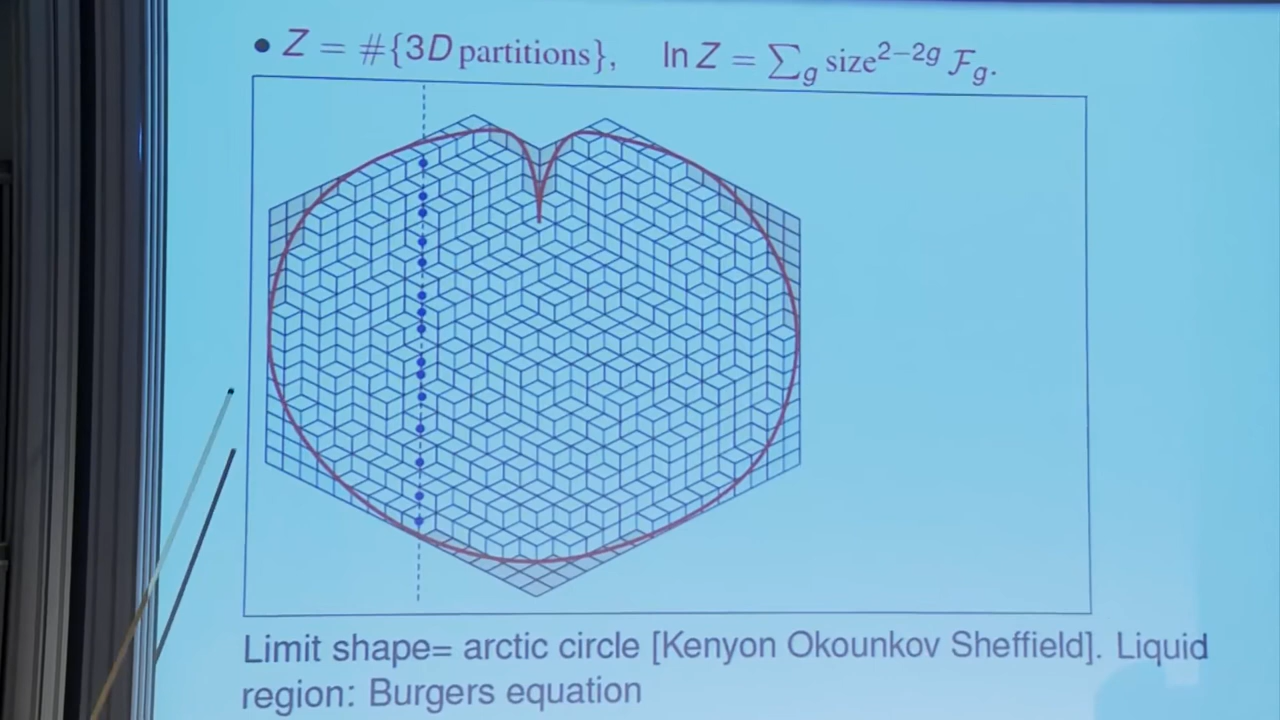 • Z = #{3D partitions},    ln Z = ∑_g size^{2−2g} ℱ_g.
Limit shape= arctic circle [Kenyon Okounkov Sheffield]. Liquid
region: Burgers equation